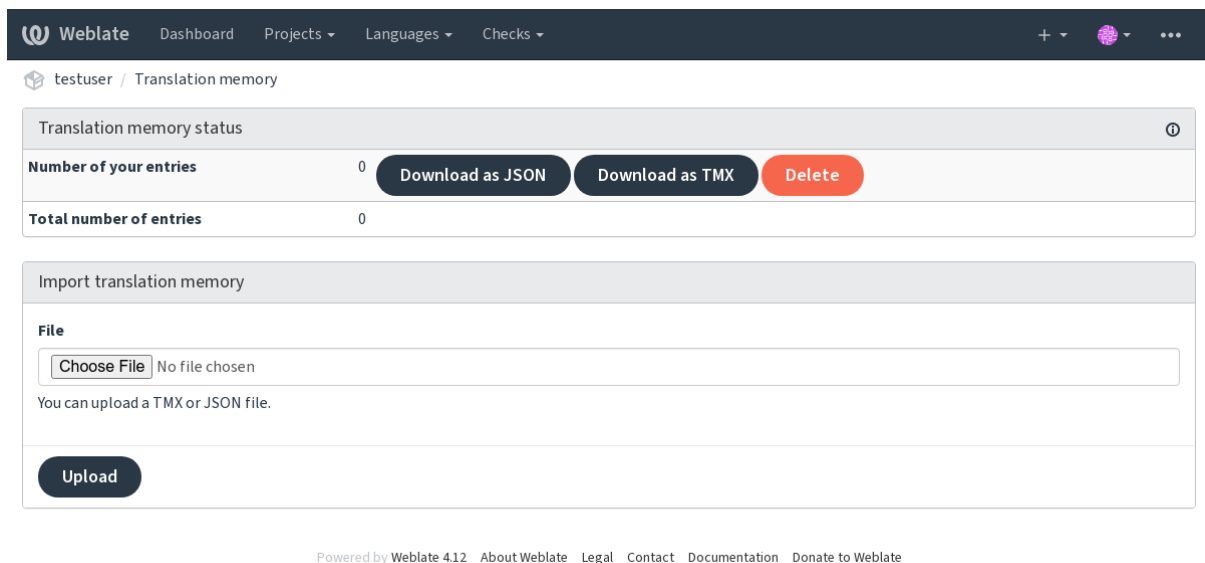 Weblate Dashboard Projects Languages Checks +
testuser / Translation memory
Translation memory status
Number of your entries 0 Download as JSON Download as TMX Delete
Total number of entries 0
Import translation memory
File
Choose File No file chosen
You can upload a TMX or JSON file.
Upload
Powered by Weblate 4.12 About Weblate Legal Contact Documentation Donate to Weblate